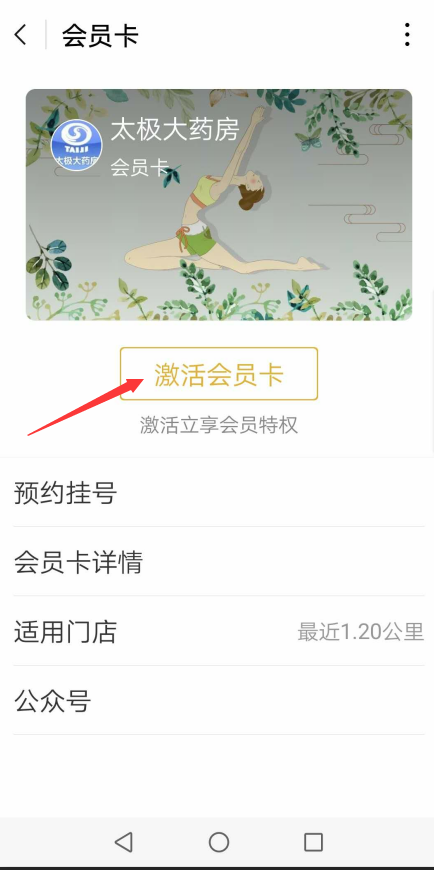 会员卡
太极大药房
TAIJI
太极大药房
会员卡
激活会员卡
激活立享会员特权
预约挂号
会员卡详情
适用门店 最近1.20公里
公众号